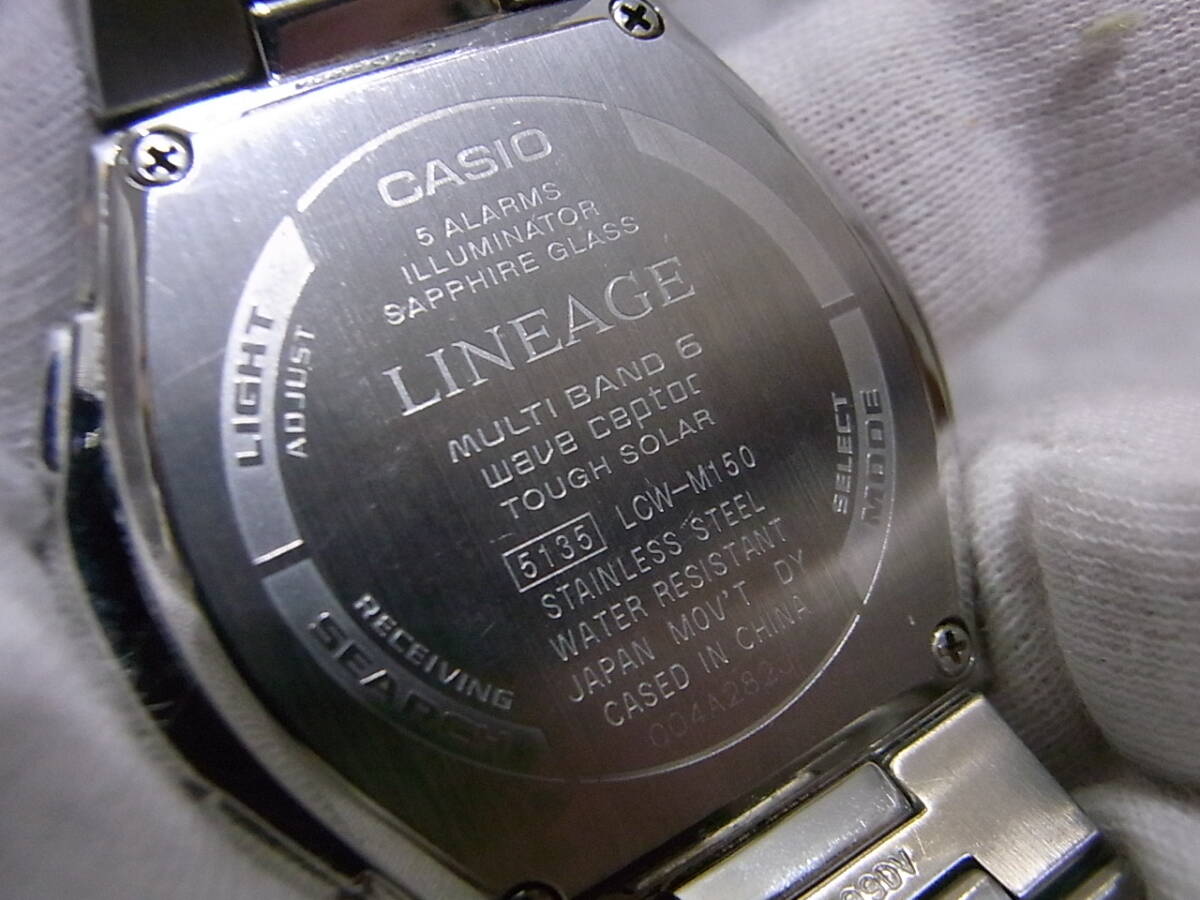 CASIO
5 ALARMS
ILLUMINATOR
SAPPHIRE GLASS
LINEAGE
MULTI BAND 6
wave ceptor
TOUGH SOLAR
5135 LCW-M150
STAINLESS STEEL
WATER RESISTANT
JAPAN MOV'T DY
CASED IN CHINA
LIGHT
ADJUST
RECEIVING
SEARCH
SELECT
MODE